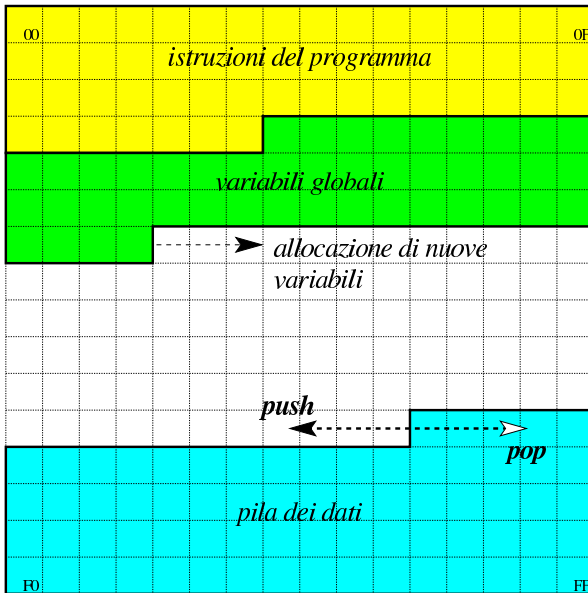 00
0F
istruzioni del programma
variabili globali
allocazione di nuove
variabili
push
pop
pila dei dati
F0
FF